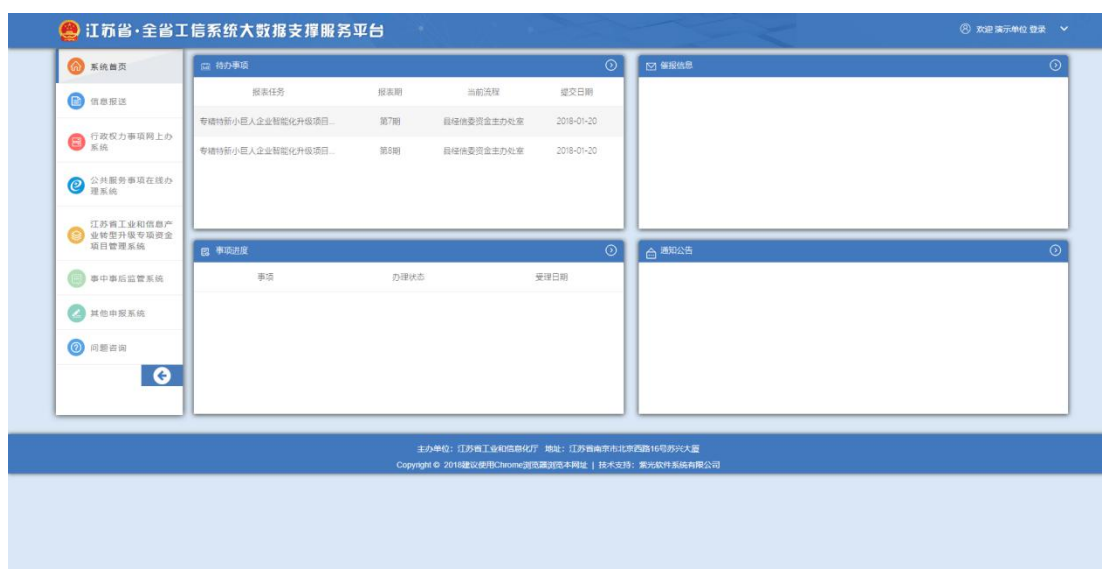 江苏省·全省工信系统大数据支撑服务平台
欢迎 演示单位 登录
系统首页
信息报送
行政权力事项网上办
系统
公共服务事项在线办
理系统
江苏省工业和信息产
业转型升级专项资金
项目管理系统
事中事后监管系统
其他申报系统
问题咨询
待办事项
报表任务 报表期 当前流程 提交日期
专精特新小巨人企业智能化升级项目... 第7期 县经信委资金主办处室 2018-01-20
专精特新小巨人企业智能化升级项目... 第8期 县经信委资金主办处室 2018-01-20
催报信息
事项进度
事项 办理状态 受理日期
通知公告
主办单位：江苏省工业和信息化厅 地址：江苏省南京市北京西路16号苏兴大厦
Copyright © 2018建议使用Chrome浏览器浏览本网址 | 技术支持：紫光软件系统有限公司